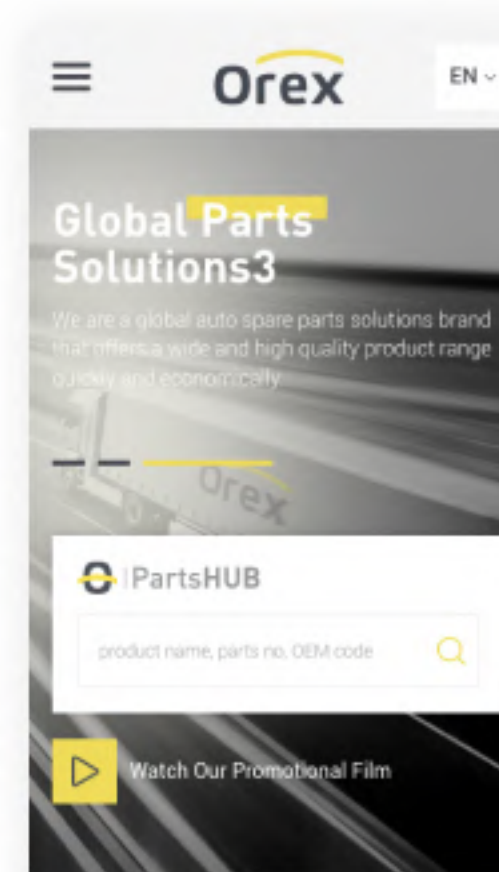 Orex
EN
Global Parts
Solutions3
We are a global auto spare parts solutions brand
that offers a wide and high quality product range
quickly and economically
Orex
PartsHUB
product name, parts no, OEM code
Watch Our Promotional Film